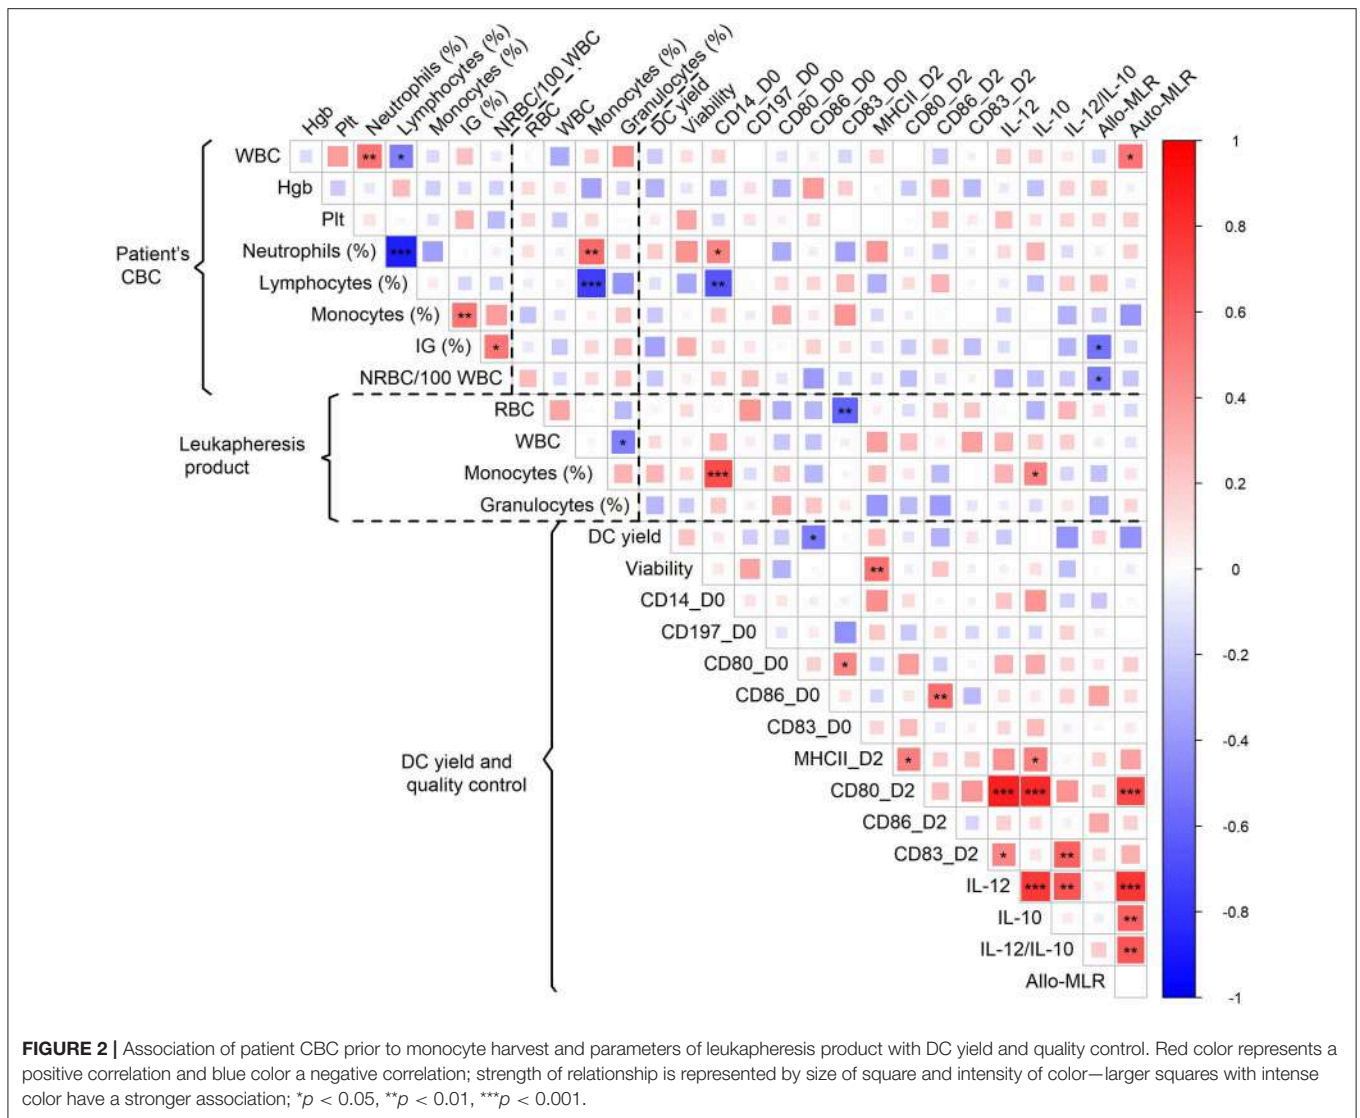 Hgb
Plt
Neutrophils (%)
Lymphocytes (%)
Monocytes (%)
IG (%)
NRBC/100 WBC
RBC
WBC
Monocytes (%)
Granulocytes (%)
DC yield
Viability
CD14_D0
CD197_D0
CD80_D0
CD86_D0
CD83_D0
MHCII_D2
CD80_D2
CD86_D2
CD83_D2
IL-12
IL-10
IL-12/IL-10
Allo-MLR
Auto-MLR
Patient's
CBC
WBC ** * *
Hgb
Plt
Neutrophils (%) *** ** *
Lymphocytes (%) *** **
Monocytes (%) **
IG (%) * *
NRBC/100 WBC *
Leukapheresis
product
RBC **
WBC *
Monocytes (%) *** *
Granulocytes (%)
DC yield and
quality control
DC yield *
Viability **
CD14_D0
CD197_D0
CD80_D0 *
CD86_D0 **
CD83_D0
MHCII_D2 * *
CD80_D2 *** *** ***
CD86_D2
CD83_D2 * **
IL-12 *** ** ***
IL-10 **
IL-12/IL-10 **
Allo-MLR
1
0.8
0.6
0.4
0.2
0
-0.2
-0.4
-0.6
-0.8
-1
FIGURE 2 | Association of patient CBC prior to monocyte harvest and parameters of leukapheresis product with DC yield and quality control. Red color represents a
positive correlation and blue color a negative correlation; strength of relationship is represented by size of square and intensity of color—larger squares with intense
color have a stronger association; *p < 0.05, **p < 0.01, ***p < 0.001.